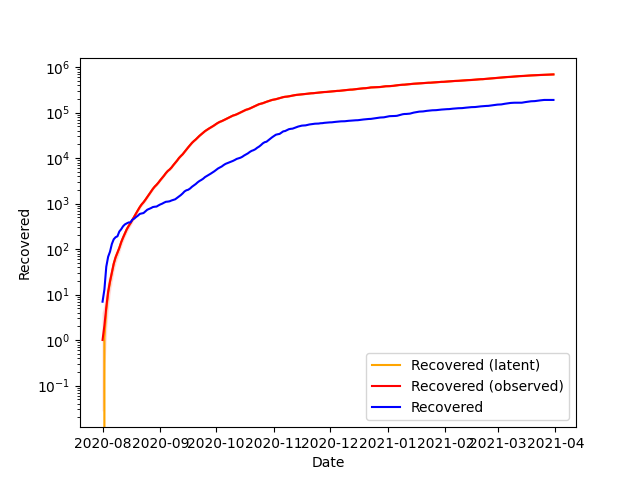 Recovered
10^6
10^5
10^4
10^3
10^2
10^1
10^0
10^-1
Recovered (latent)
Recovered (observed)
Recovered
2020-08 2020-09 2020-10 2020-11 2020-12 2021-01 2021-02 2021-03 2021-04
Date